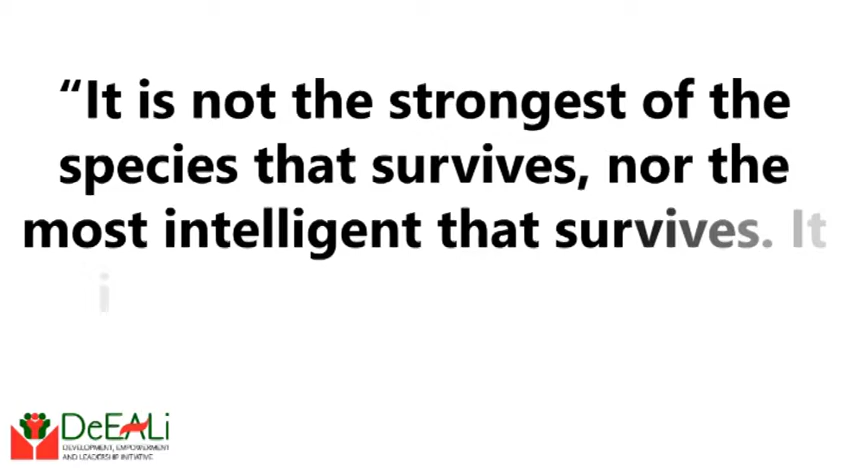 “It is not the strongest of the
species that survives, nor the
most intelligent that survives. It
i
DeEALi
DEVELOPMENT, EMPOWERMENT
AND LEADERSHIP INITIATIVE